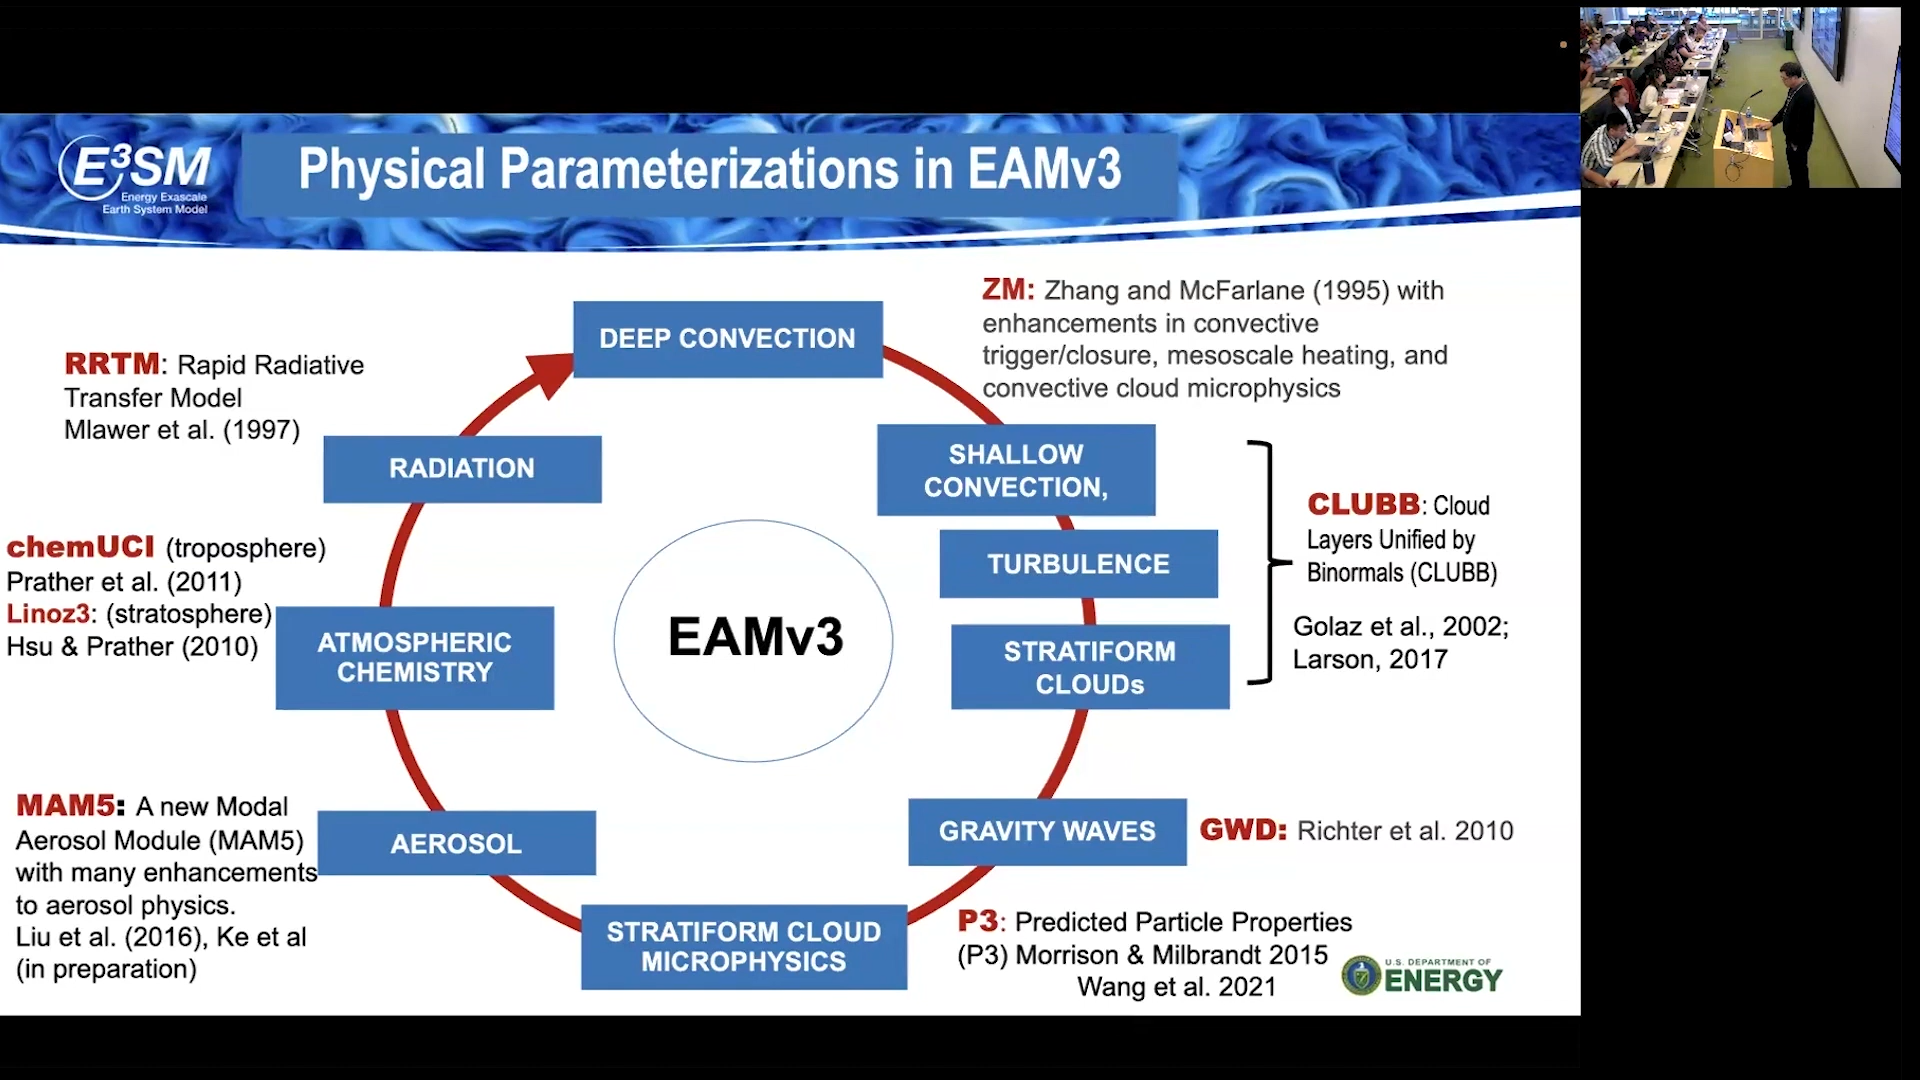 E3SM
Energy Exascale
Earth System Model
Physical Parameterizations in EAMv3
DEEP CONVECTION
ZM: Zhang and McFarlane (1995) with
enhancements in convective
trigger/closure, mesoscale heating, and
convective cloud microphysics
SHALLOW
CONVECTION,
TURBULENCE
STRATIFORM
CLOUDs
CLUBB: Cloud
Layers Unified by
Binormals (CLUBB)
Golaz et al., 2002;
Larson, 2017
GRAVITY WAVES
GWD: Richter et al. 2010
STRATIFORM CLOUD
MICROPHYSICS
P3: Predicted Particle Properties
(P3) Morrison & Milbrandt 2015
Wang et al. 2021
AEROSOL
MAM5: A new Modal
Aerosol Module (MAM5)
with many enhancements
to aerosol physics.
Liu et al. (2016), Ke et al
(in preparation)
ATMOSPHERIC
CHEMISTRY
chemUCI (troposphere)
Prather et al. (2011)
Linoz3: (stratosphere)
Hsu & Prather (2010)
RADIATION
RRTM: Rapid Radiative
Transfer Model
Mlawer et al. (1997)
EAMv3
U.S. DEPARTMENT OF
ENERGY